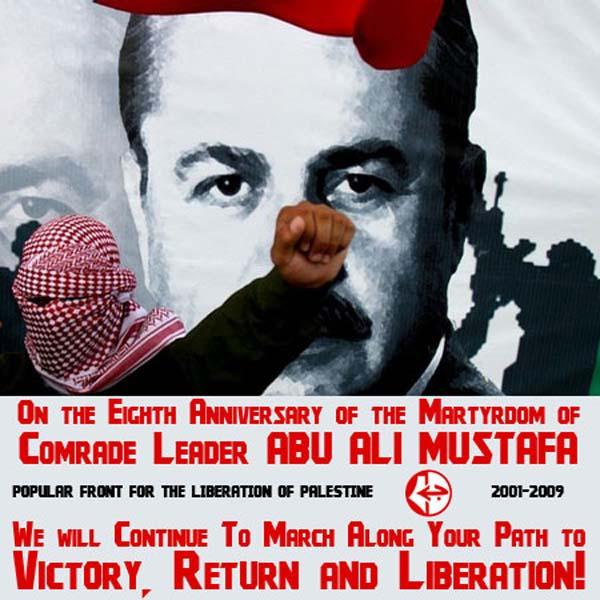 On the Eighth Anniversary of the Martyrdom of
Comrade Leader ABU ALI MUSTAFA
POPULAR FRONT FOR THE LIBERATION OF PALESTINE 2001-2009
We will Continue To March Along Your Path to
Victory, Return and Liberation!